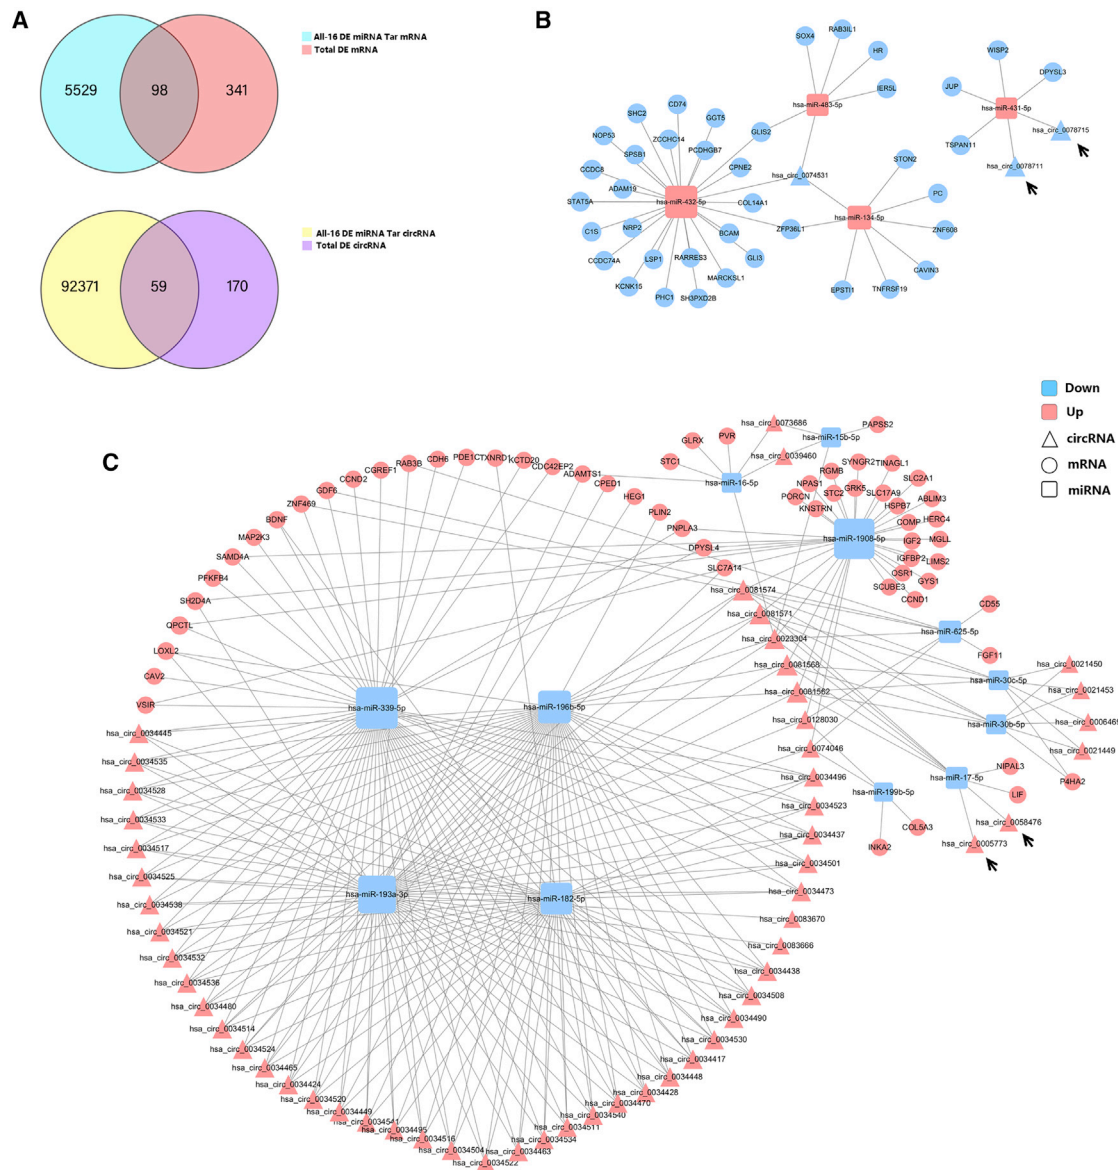 A
5529
98
341
All-16 DE miRNA Tar mRNA
Total DE mRNA
92371
59
170
All-16 DE miRNA Tar circRNA
Total DE circRNA
B
SOX4
RAB3IL1
HR
IER5L
hsa-miR-483-5p
WISP2
DPYSL3
JUP
hsa-miR-431-5p
hsa_circ_0078715
TSPAN11
hsa_circ_0078711
CD74
SHC2
GGT5
NOP53
ZCCHC14
GLIS2
SPSB1
PCDHGB7
CCDC8
CPNE2
hsa_circ_0074531
ADAM19
STAT5A
hsa-miR-432-5p
COL14A1
C1S
NRP2
BCAM
ZFP36L1
CCDC74A
LSP1
RARRES3
GLI3
KCNK15
MARCKSL1
PHC1
SH3PXD2B
STON2
PC
hsa-miR-134-5p
ZNF608
CAVIN3
EPSTI1
TNFRSF19
Down
Up
circRNA
mRNA
miRNA
C
VSIR
CAV2
LOXL2
QPCTL
SH2D4A
PFKFB4
SAMD4A
MAP2K3
BDNF
ZNF469
GDF6
CCND2
CGREF1
RAB3B
CDH6
PDE1C
TXNRD1
KCTD20
CDC42EP2
ADAMTS1
CPED1
HEG1
PLIN2
PNPLA3
DPYSL4
SLC7A14
hsa_circ_0081574
hsa_circ_0081571
hsa_circ_0023304
hsa_circ_0081568
hsa_circ_0081562
hsa_circ_0128030
hsa_circ_0074046
hsa_circ_0034496
hsa_circ_0034523
hsa_circ_0034437
hsa_circ_0034501
hsa_circ_0034473
hsa_circ_0083670
hsa_circ_0083666
hsa_circ_0034438
hsa_circ_0034508
hsa_circ_0034490
hsa_circ_0034530
hsa_circ_0034417
hsa_circ_0034448
hsa_circ_0034428
hsa_circ_0034470
hsa_circ_0034540
hsa_circ_0034511
hsa_circ_0034534
hsa_circ_0034463
hsa_circ_0034522
hsa_circ_0034504
hsa_circ_0034516
hsa_circ_0034495
hsa_circ_0034541
hsa_circ_0034449
hsa_circ_0034520
hsa_circ_0034424
hsa_circ_0034465
hsa_circ_0034524
hsa_circ_0034514
hsa_circ_0034480
hsa_circ_0034536
hsa_circ_0034532
hsa_circ_0034521
hsa_circ_0034538
hsa_circ_0034525
hsa_circ_0034517
hsa_circ_0034533
hsa_circ_0034528
hsa_circ_0034535
hsa_circ_0034445
hsa-miR-339-5p
hsa-miR-196b-5p
hsa-miR-193a-3p
hsa-miR-182-5p
hsa_circ_0073686
PAPSS2
GLRX
PVR
hsa-miR-15b-5p
STC1
hsa_circ_0039460
hsa-miR-16-5p
RGMB
SYNGR2
TINAGL1
NPAS1
GRK5
SLC2A1
PORCN
STC2
SLC17A9
ABLIM3
KNSTRN
HSPB7
COMP
HERC4
hsa-miR-1908-5p
IGF2
MGLL
IGFBP2
LIMS2
OSR1
SCUBE3
GYS1
CCND1
CD55
hsa-miR-625-5p
FGF11
hsa_circ_0021450
hsa-miR-30c-5p
hsa_circ_0021453
hsa-miR-30b-5p
hsa_circ_000646
hsa_circ_0021449
NIPAL3
hsa-miR-17-5p
P4HA2
hsa-miR-199b-5p
LIF
hsa_circ_0058476
COL5A3
hsa_circ_0005773
INKA2